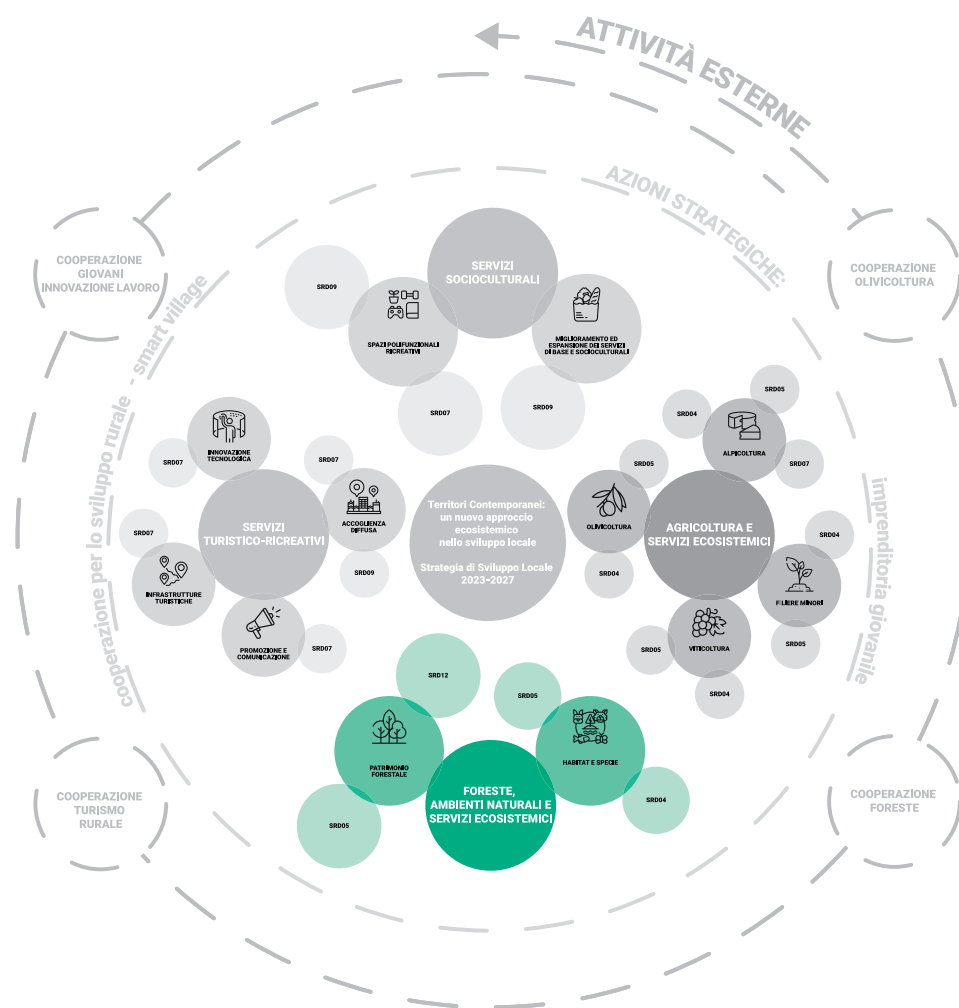 ATTIVITÀ ESTERNE
AZIONI STRATEGICHE:
imprenditoria giovanile
cooperazione per lo sviluppo rurale - smart village
COOPERAZIONE
GIOVANI
INNOVAZIONE LAVORO
COOPERAZIONE
OLIVICOLTURA
SERVIZI
SOCIOCULTURALI
SRD09
SPAZI POLIFUNZIONALI
RICREATIVI
MIGLIORAMENTO ED
ESPANSIONE DEI SERVIZI
DI BASE E SOCIOCULTURALI
SRD07
SRD09
SRD04
SRD05
ALPICOLTURA
SRD07
SRD05
INNOVAZIONE
TECNOLOGICA
SRD07
SRD07
SERVIZI
TURISTICO-RICREATIVI
ACCOGLIENZA
DIFFUSA
SRD09
SRD07
INFRASTRUTTURE
TURISTICHE
PROMOZIONE E
COMUNICAZIONE
SRD07
Territori Contemporanei:
un nuovo approccio
ecosistemico
nello sviluppo locale
Strategia di Sviluppo Locale
2023-2027
OLIVICOLTURA
SRD04
AGRICOLTURA E
SERVIZI ECOSISTEMICI
SRD04
FILIERE MINORI
SRD05
VITICOLTURA
SRD05
SRD04
SRD12
SRD05
PATRIMONIO
FORESTALE
HABITAT E SPECIE
SRD05
SRD04
FORESTE,
AMBIENTI NATURALI E
SERVIZI ECOSISTEMICI
COOPERAZIONE
TURISMO
RURALE
COOPERAZIONE
FORESTE